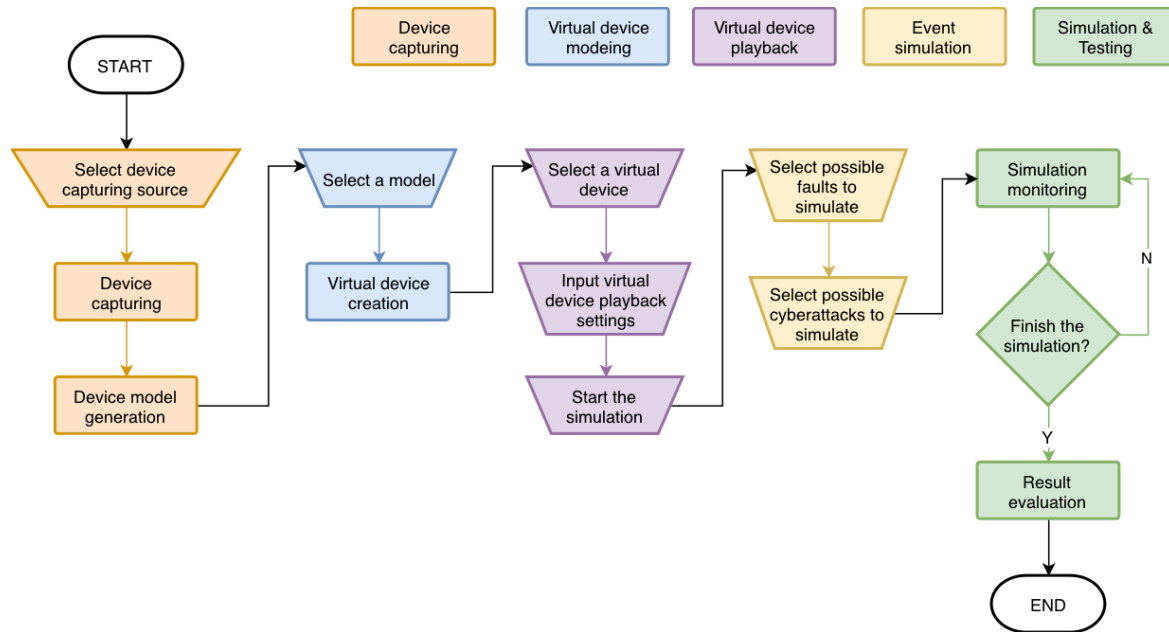 Device
capturing
Virtual device
modeing
Virtual device
playback
Event
simulation
Simulation &
Testing
START
Select device
capturing source
Device
capturing
Device model
generation
Select a model
Virtual device
creation
Select a virtual
device
Input virtual
device playback
settings
Start the
simulation
Select possible
faults to
simulate
Select possible
cyberattacks to
simulate
Simulation
monitoring
N
Finish the
simulation?
Y
Result
evaluation
END